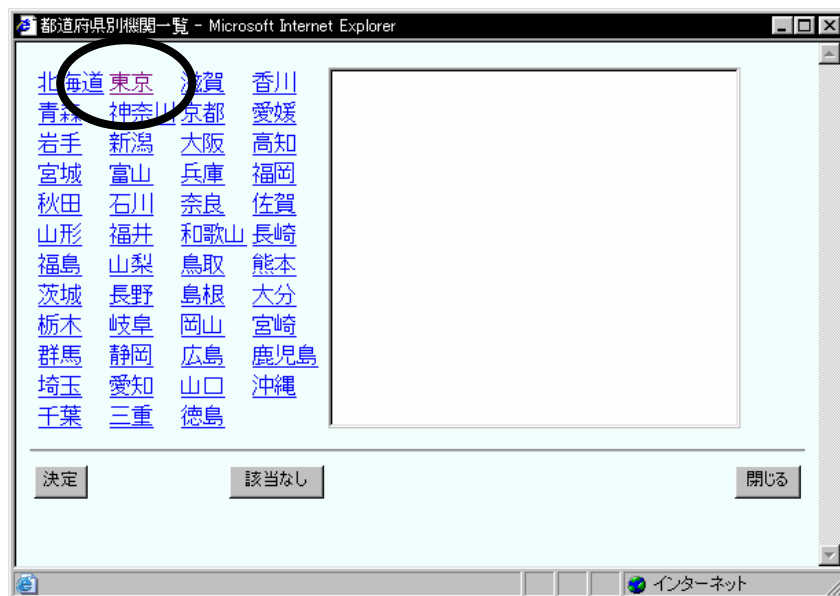 都道府県別機関一覧 - Microsoft Internet Explorer
北海道 東京 滋賀 香川
青森 神奈川 京都 愛媛
岩手 新潟 大阪 高知
宮城 富山 兵庫 福岡
秋田 石川 奈良 佐賀
山形 福井 和歌山 長崎
福島 山梨 鳥取 熊本
茨城 長野 島根 大分
栃木 岐阜 岡山 宮崎
群馬 静岡 広島 鹿児島
埼玉 愛知 山口 沖縄
千葉 三重 徳島
決定 該当なし 閉じる
インターネット